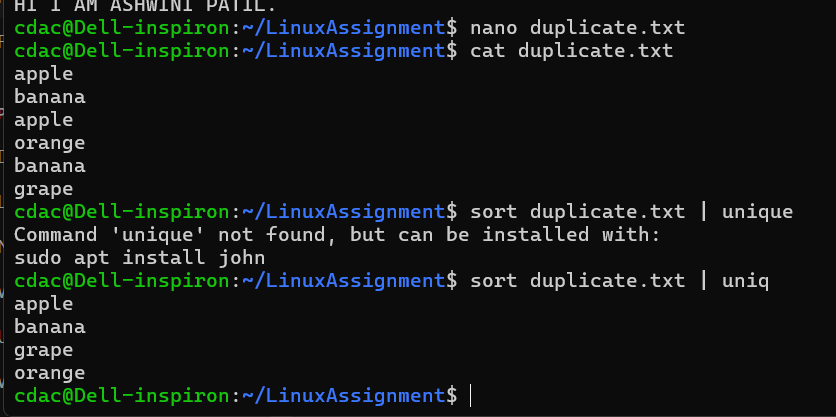 HI I AM ASHWINI PATIL.
cdac@Dell-inspiron:~/LinuxAssignment$ nano duplicate.txt
cdac@Dell-inspiron:~/LinuxAssignment$ cat duplicate.txt
apple
banana
apple
orange
banana
grape
cdac@Dell-inspiron:~/LinuxAssignment$ sort duplicate.txt | unique
Command 'unique' not found, but can be installed with:
sudo apt install john
cdac@Dell-inspiron:~/LinuxAssignment$ sort duplicate.txt | uniq
apple
banana
grape
orange
cdac@Dell-inspiron:~/LinuxAssignment$